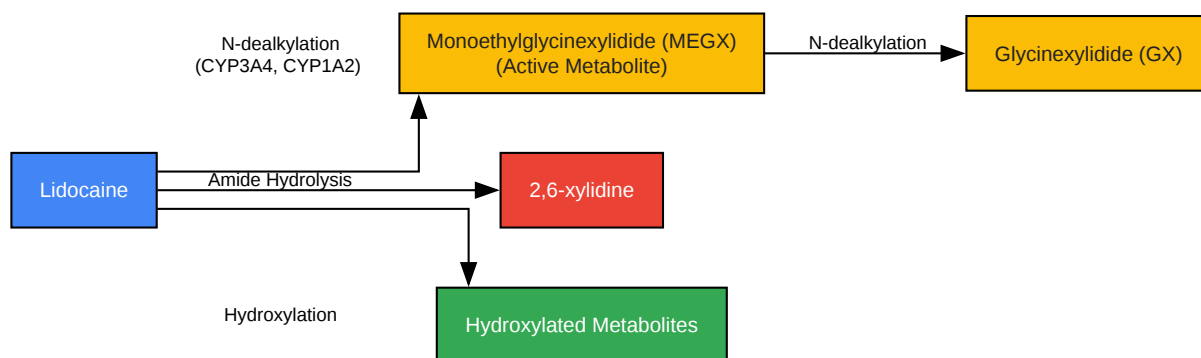 N-dealkylation
(CYP3A4, CYP1A2)
Monoethylglycinexylidide (MEGX)
(Active Metabolite)
N-dealkylation
Glycinexylidide (GX)
Lidocaine
Amide Hydrolysis
2,6-xylidine
Hydroxylation
Hydroxylated Metabolites